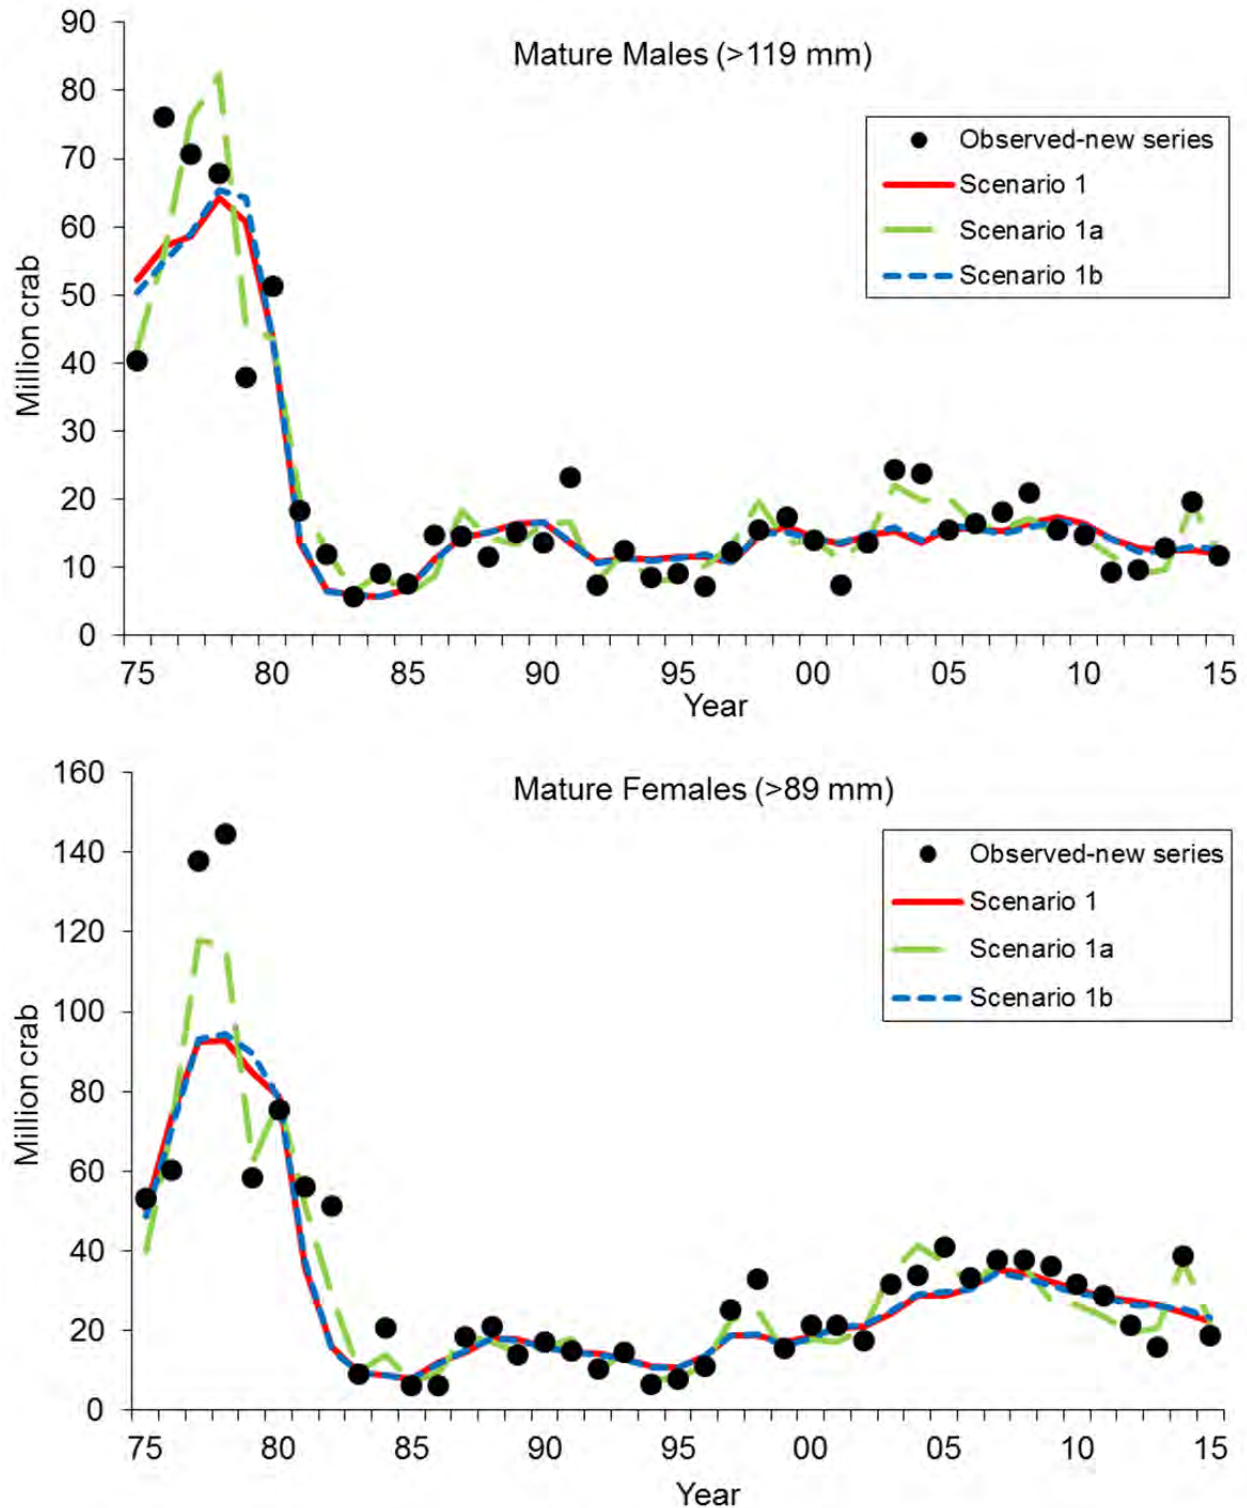 90
Mature Males (>119 mm)
80
70
60
50
40
30
20
10
0
Million crab
Observed-new series
Scenario 1
Scenario 1a
Scenario 1b
75 80 85 90 95 00 05 10 15
Year
160
Mature Females (>89 mm)
140
120
100
80
60
40
20
0
Million crab
Observed-new series
Scenario 1
Scenario 1a
Scenario 1b
75 80 85 90 95 00 05 10 15
Year